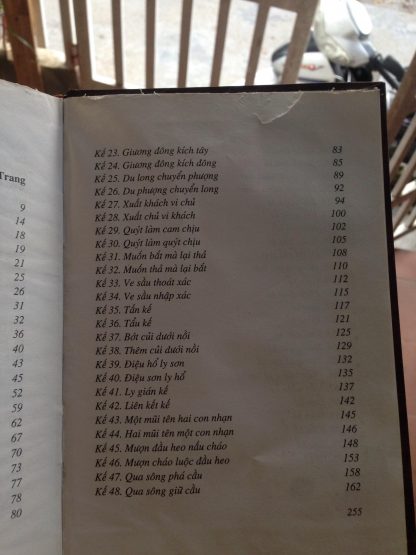 Trang
9
14
18
19
21
25
26
31
32
36
40
43
45
52
59
62
67
70
73
77
78
80
Kế 23. Giương đông kích tây 83
Kế 24. Giương đông kích đông 85
Kế 25. Du long chuyển phượng 89
Kế 26. Du phượng chuyển long 92
Kế 27. Xuất khách vi chủ 94
Kế 28. Xuất chủ vi khách 100
Kế 29. Quýt làm cam chịu 102
Kế 30. Quýt làm quýt chịu 105
Kế 31. Muốn bắt mà lại thả 108
Kế 32. Muốn thả mà lại bắt 110
Kế 33. Ve sầu thoát xác 112
Kế 34. Ve sầu nhập xác 115
Kế 35. Tẩn kế 117
Kế 36. Tẩu kế 121
Kế 37. Bớt củi dưới nồi 125
Kế 38. Thêm củi dưới nồi 129
Kế 39. Điệu hổ ly sơn 132
Kế 40. Điệu sơn ly hổ 135
Kế 41. Ly gián kế 137
Kế 42. Liên kết kế 142
Kế 43. Một mũi tên hai con nhạn 145
Kế 44. Hai mũi tên một con nhạn 146
Kế 45. Mượn đầu heo nấu cháo 148
Kế 46. Mượn cháo luộc đầu heo 153
Kế 47. Qua sông phá cầu 158
Kế 48. Qua sông giữ cầu 162
255